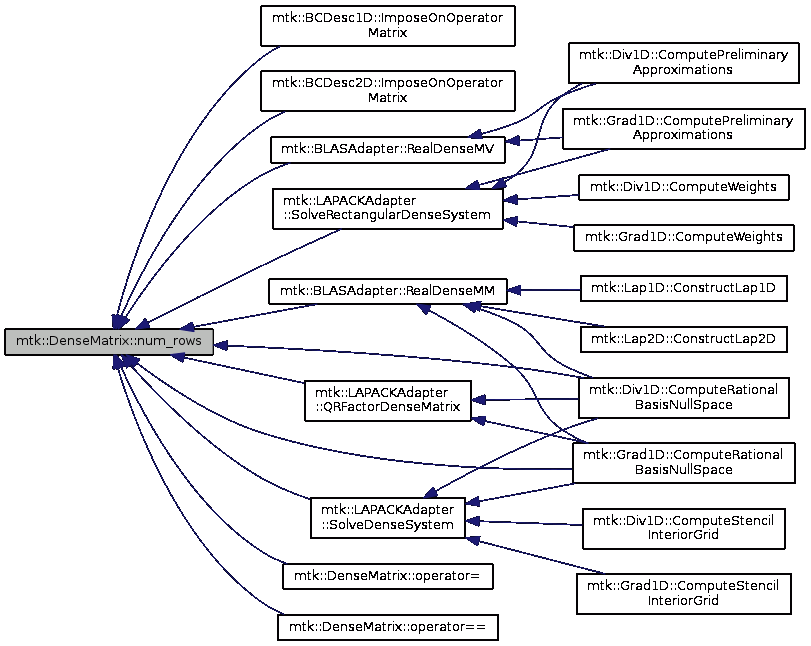 mtk::BCDesc1D::ImposeOnOperator
Matrix
mtk::BCDesc2D::ImposeOnOperator
Matrix
mtk::BLASAdapter::RealDenseMV
mtk::LAPACKAdapter
::SolveRectangularDenseSystem
mtk::BLASAdapter::RealDenseMM
mtk::DenseMatrix::num_rows
mtk::LAPACKAdapter
::QRFactorDenseMatrix
mtk::LAPACKAdapter
::SolveDenseSystem
mtk::DenseMatrix::operator=
mtk::DenseMatrix::operator==
mtk::Div1D::ComputePreliminary
Approximations
mtk::Grad1D::ComputePreliminary
Approximations
mtk::Div1D::ComputeWeights
mtk::Grad1D::ComputeWeights
mtk::Lap1D::ConstructLap1D
mtk::Lap2D::ConstructLap2D
mtk::Div1D::ComputeRational
BasisNullSpace
mtk::Grad1D::ComputeRational
BasisNullSpace
mtk::Div1D::ComputeStencil
InteriorGrid
mtk::Grad1D::ComputeStencil
InteriorGrid